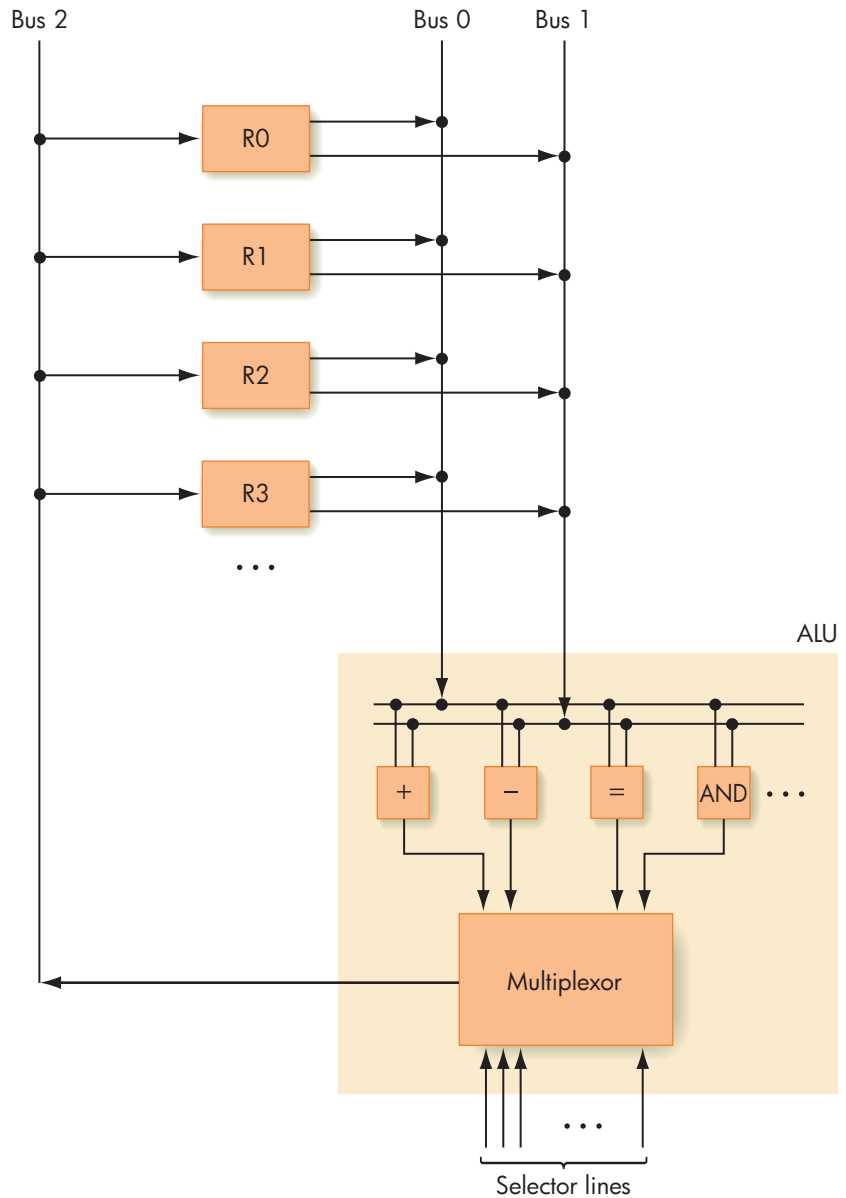 Bus 2 Bus 0 Bus 1
R0
R1
R2
R3
...
ALU
+ − = AND ...
Multiplexor
...
Selector lines